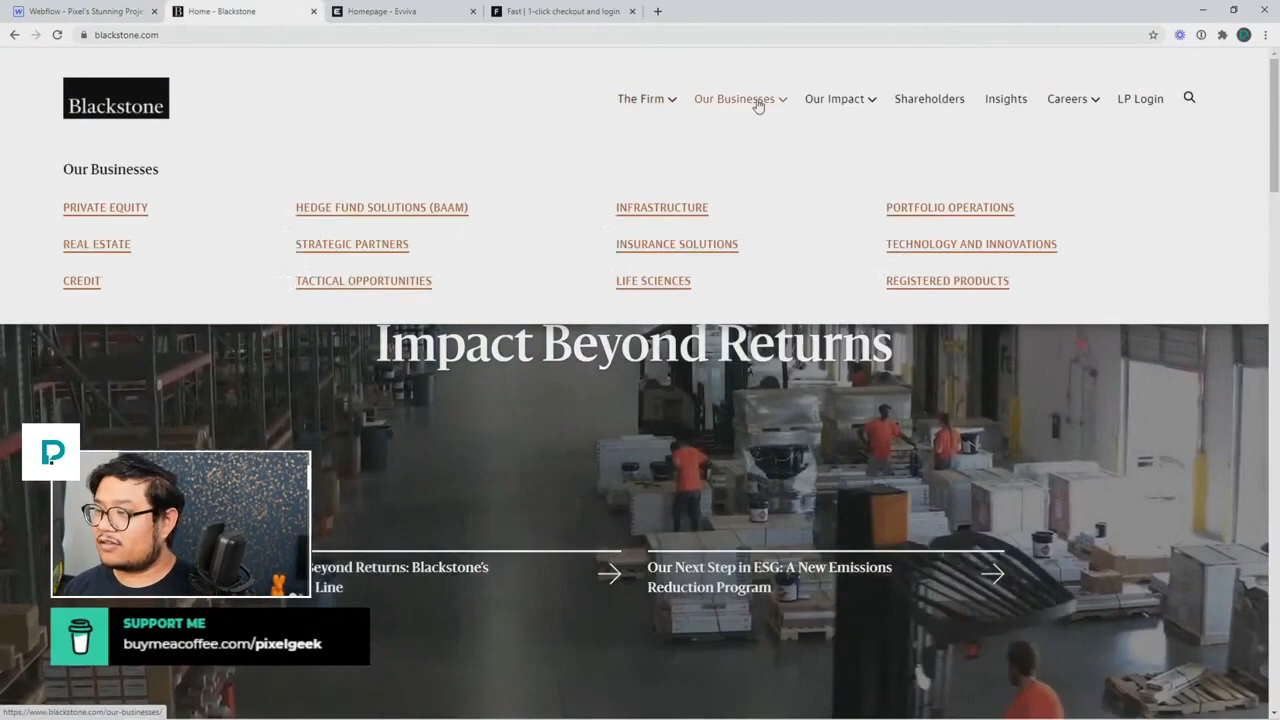 Webflow - Pixel's Stunning Proje
Home - Blackstone
Homepage - Evviva
Fast | 1-click checkout and login
blackstone.com
Blackstone
The Firm
Our Businesses
Our Impact
Shareholders
Insights
Careers
LP Login
Our Businesses
PRIVATE EQUITY
HEDGE FUND SOLUTIONS (BAAM)
INFRASTRUCTURE
PORTFOLIO OPERATIONS
REAL ESTATE
STRATEGIC PARTNERS
INSURANCE SOLUTIONS
TECHNOLOGY AND INNOVATIONS
CREDIT
TACTICAL OPPORTUNITIES
LIFE SCIENCES
REGISTERED PRODUCTS
Impact Beyond Returns
Beyond Returns: Blackstone's
Line
Our Next Step in ESG: A New Emissions
Reduction Program
SUPPORT ME
buymeacoffee.com/pixelgeek
https://www.blackstone.com/our-businesses/